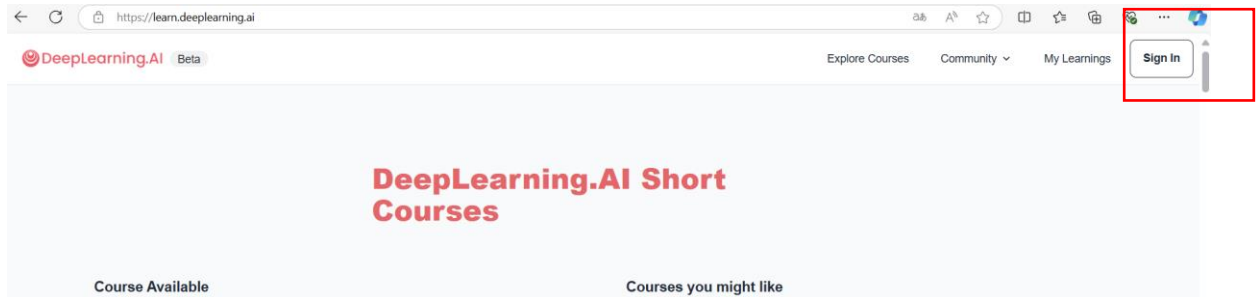 https://learn.deeplearning.ai
DeepLearning.AI Beta Explore Courses Community My Learnings Sign In
DeepLearning.AI Short
Courses
Course Available Courses you might like